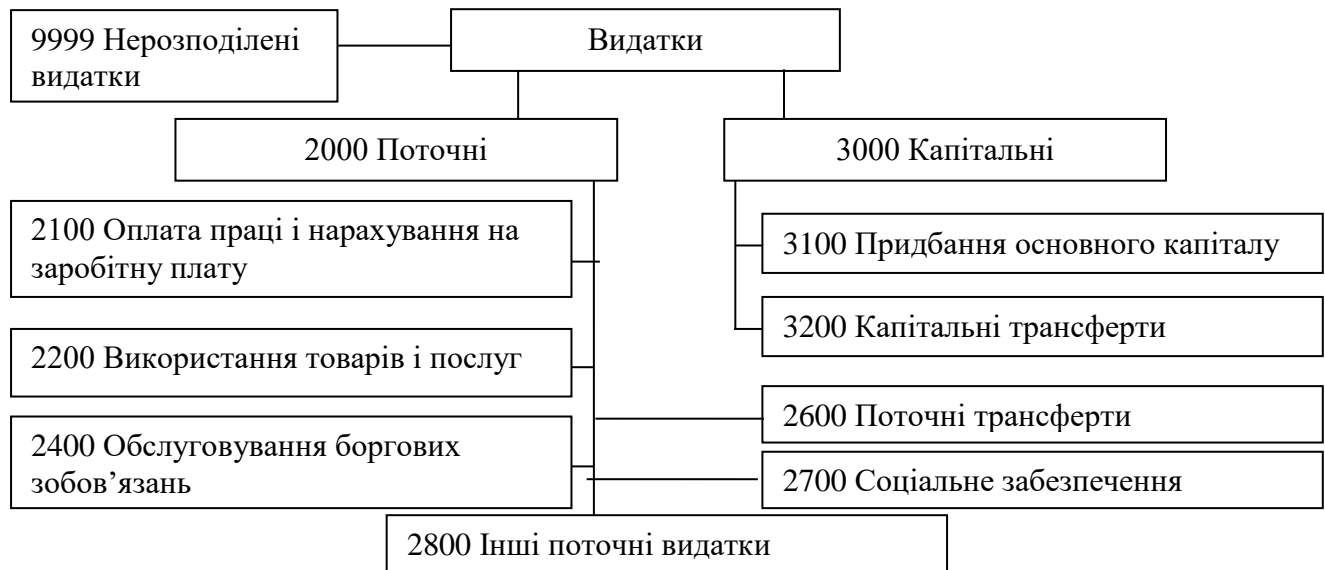 9999 Нерозподілені
видатки
Видатки
2000 Поточні
3000 Капітальні
2100 Оплата праці і нарахування на
заробітну плату
3100 Придбання основного капіталу
3200 Капітальні трансферти
2200 Використання товарів і послуг
2600 Поточні трансферти
2400 Обслуговування боргових
зобов’язань
2700 Соціальне забезпечення
2800 Інші поточні видатки